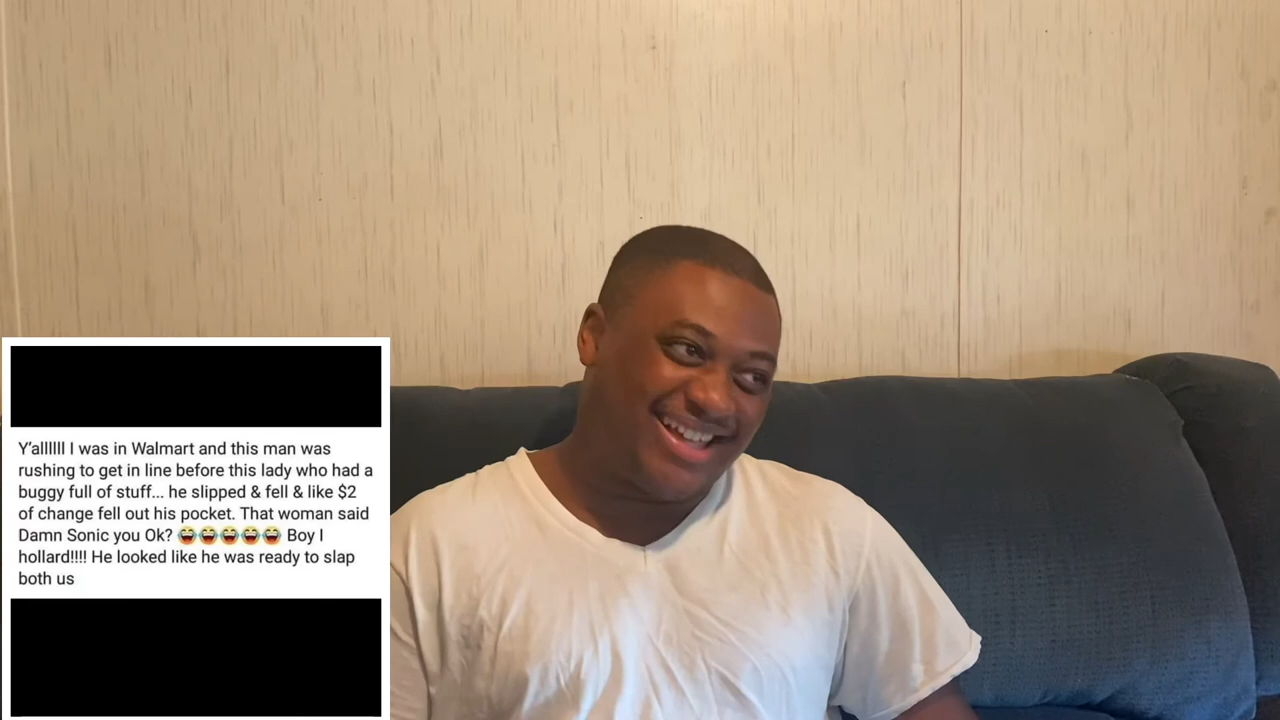 Y'allllll I was in Walmart and this man was
rushing to get in line before this lady who had a
buggy full of stuff... he slipped & fell & like $2
of change fell out his pocket. That woman said
Damn Sonic you Ok? 😂😂😂😂😂 Boy I
hollard!!!! He looked like he was ready to slap
both us